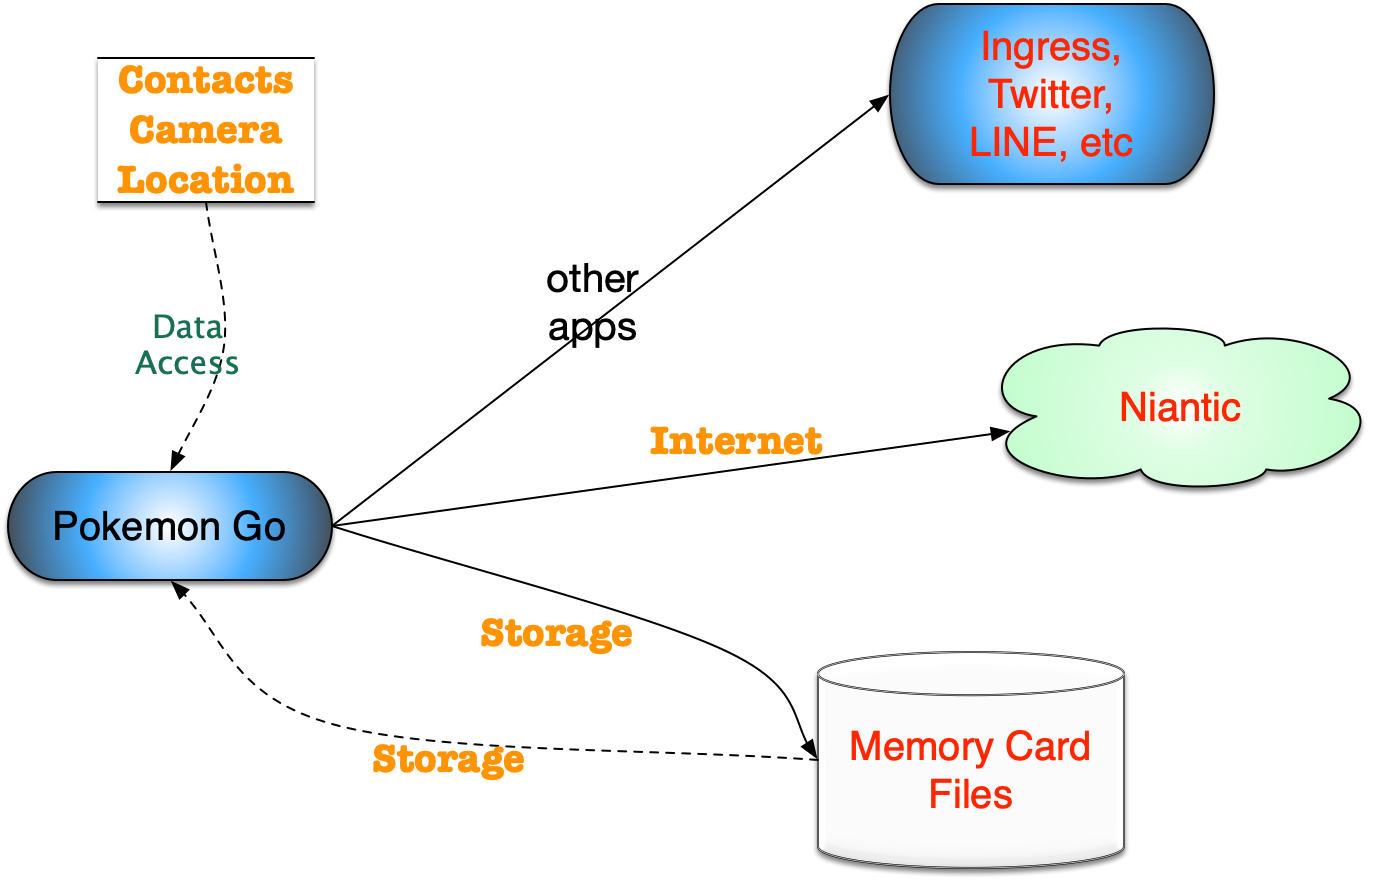 Contacts
Camera
Location
Ingress,
Twitter,
LINE, etc
other
apps
Data
Access
Niantic
Internet
Pokemon Go
Storage
Storage
Memory Card
Files